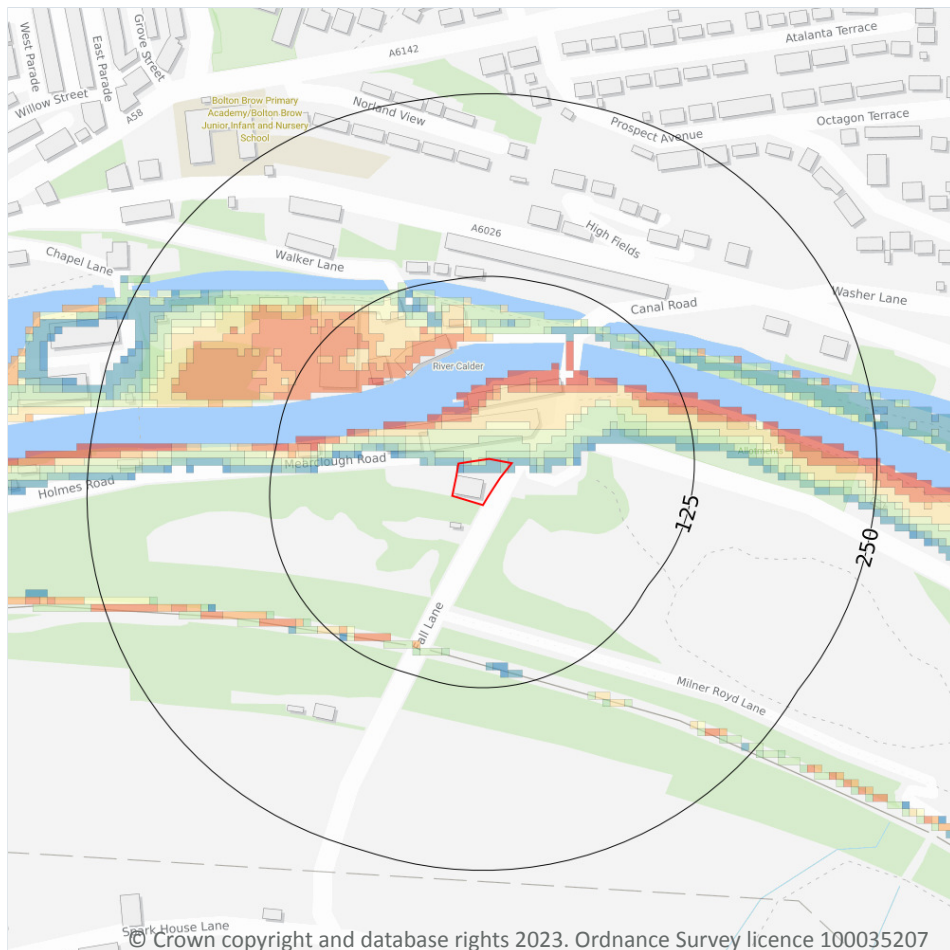 Atalanta Terrace
Grove Street
West Parade
East Parade
A6142
Willow Street
A58
Bolton Brow Primary
Academy/Bolton Brow
Junior,Infant and Nursery
School
Norland View
Prospect Avenue
Octagon Terrace
High Fields
A6026
Walker Lane
Chapel Lane
Washer Lane
Canal Road
River Calder
Allotments
Mearclough Road
Holmes Road
125
250
Fall Lane
Milner Royd Lane
Spark House Lane
© Crown copyright and database rights 2023. Ordnance Survey licence 100035207